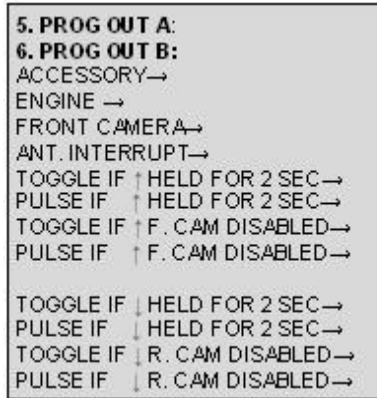 5. PROG OUT A:
6. PROG OUT B:
ACCESSORY→
ENGINE →
FRONT CAMERA→
ANT. INTERRUPT→
TOGGLE IF ↑ HELD FOR 2 SEC→
PULSE IF ↑ HELD FOR 2 SEC→
TOGGLE IF ↑ F. CAM DISABLED→
PULSE IF ↑ F. CAM DISABLED→
TOGGLE IF ↓ HELD FOR 2 SEC→
PULSE IF ↓ HELD FOR 2 SEC→
TOGGLE IF ↓ R. CAM DISABLED→
PULSE IF ↓ R. CAM DISABLED→